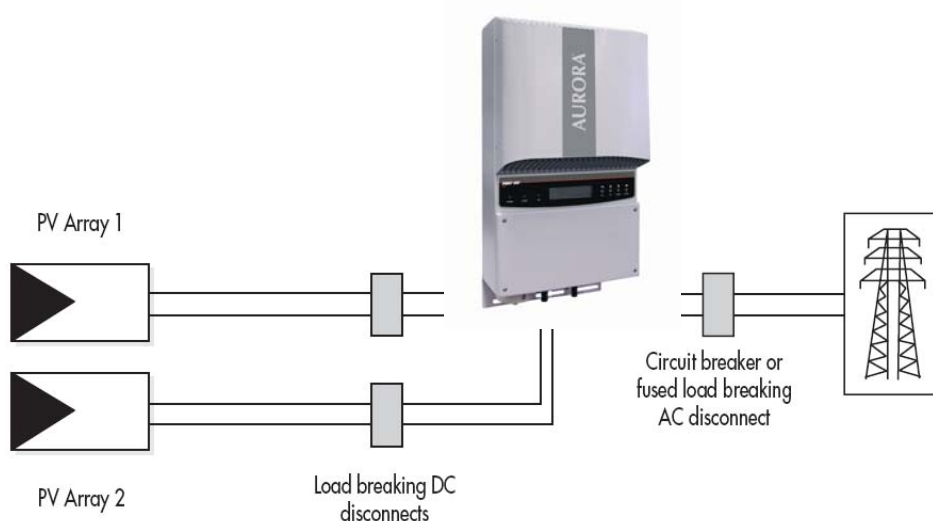 AURORA
PV Array 1
Circuit breaker or
fused load breaking
AC disconnect
Load breaking DC
disconnects
PV Array 2